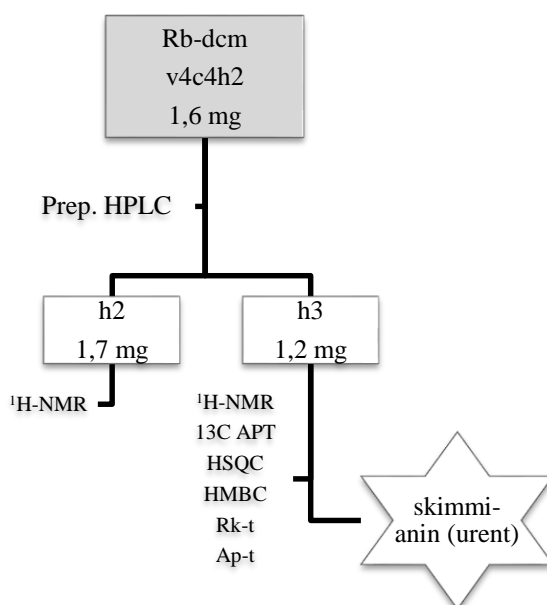 Rb-dcm
v4c4h2
1,6 mg
Prep. HPLC
h2
1,7 mg
h3
1,2 mg
¹H-NMR
¹H-NMR
13C APT
HSQC
HMBC
Rk-t
Ap-t
skimmi-
anin (urent)